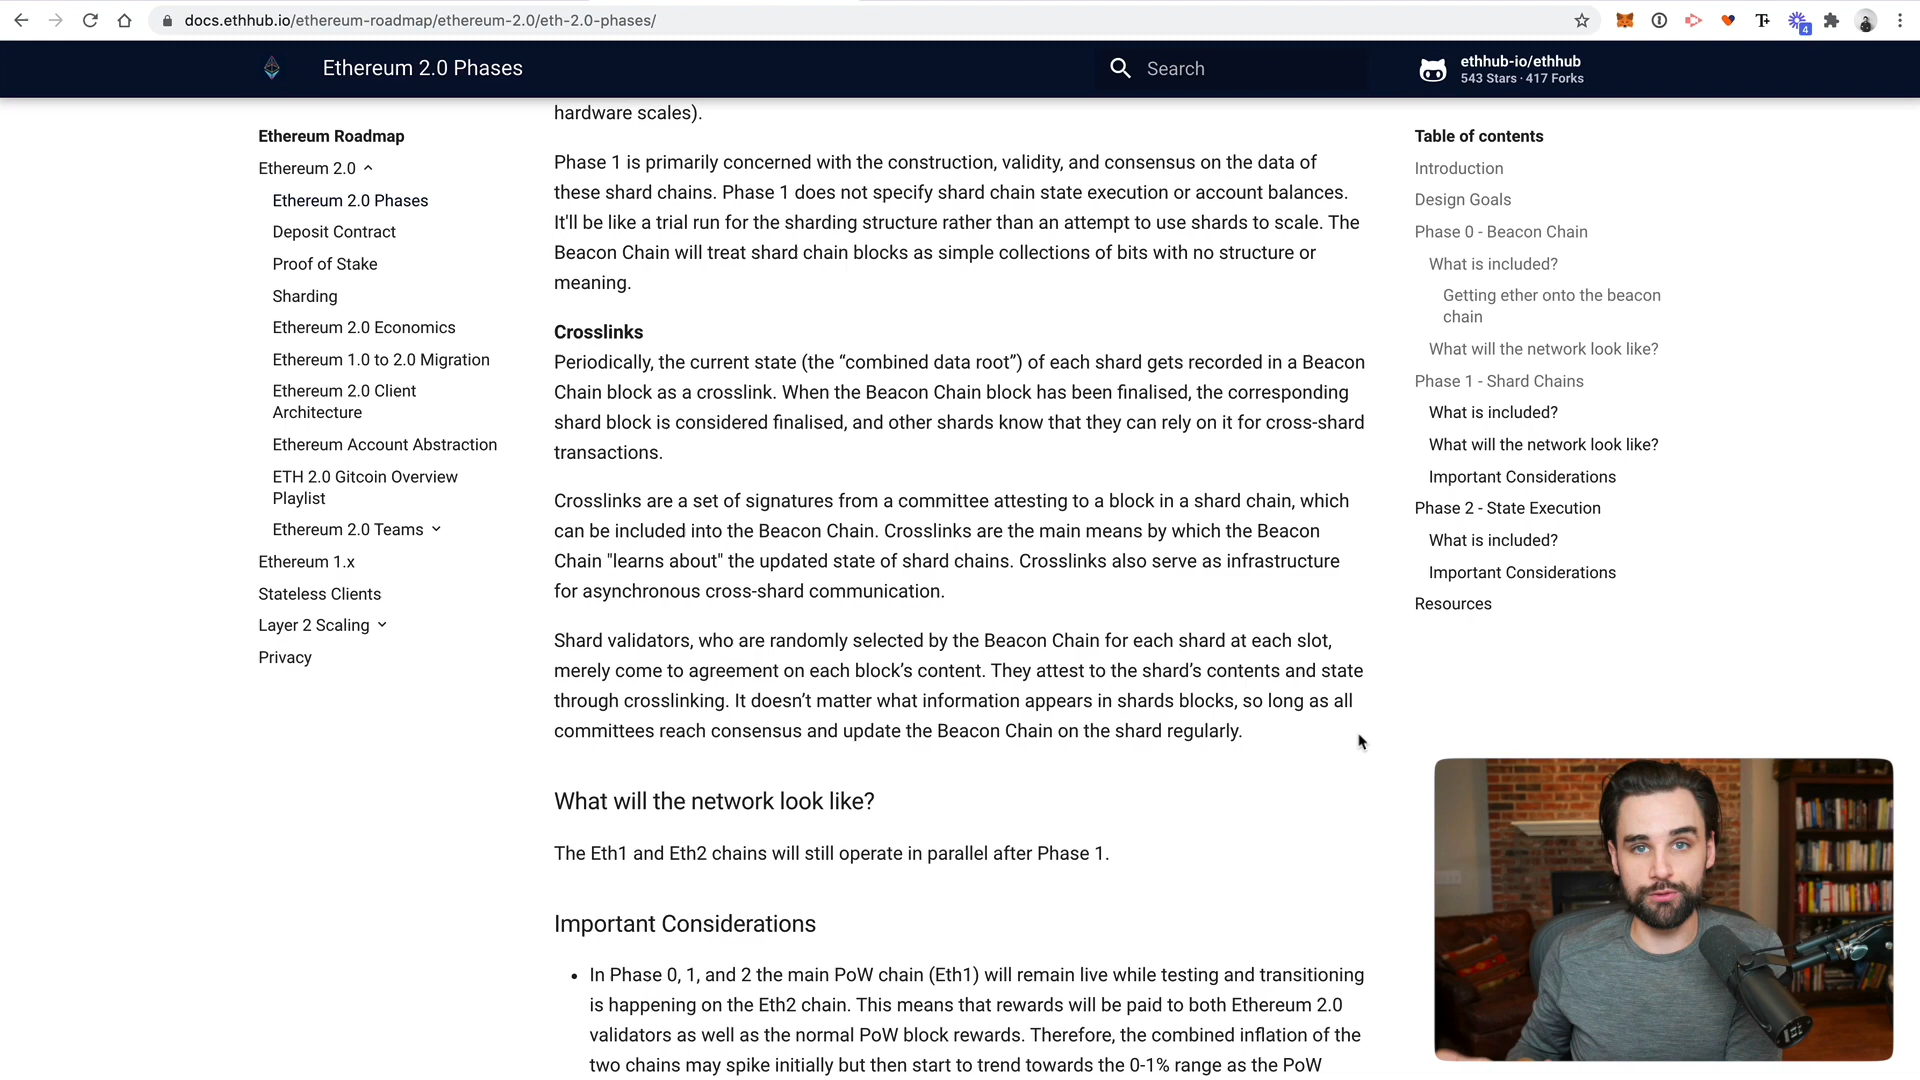 docs.ethhub.io/ethereum-roadmap/ethereum-2.0/eth-2.0-phases/
4
Ethereum 2.0 Phases
Search
ethhub-io/ethhub
543 Stars · 417 Forks
Ethereum Roadmap
Ethereum 2.0
Ethereum 2.0 Phases
Deposit Contract
Proof of Stake
Sharding
Ethereum 2.0 Economics
Ethereum 1.0 to 2.0 Migration
Ethereum 2.0 Client
Architecture
Ethereum Account Abstraction
ETH 2.0 Gitcoin Overview
Playlist
Ethereum 2.0 Teams
Ethereum 1.x
Stateless Clients
Layer 2 Scaling
Privacy
hardware scales).
Phase 1 is primarily concerned with the construction, validity, and consensus on the data of
these shard chains. Phase 1 does not specify shard chain state execution or account balances.
It'll be like a trial run for the sharding structure rather than an attempt to use shards to scale. The
Beacon Chain will treat shard chain blocks as simple collections of bits with no structure or
meaning.
Crosslinks
Periodically, the current state (the “combined data root”) of each shard gets recorded in a Beacon
Chain block as a crosslink. When the Beacon Chain block has been finalised, the corresponding
shard block is considered finalised, and other shards know that they can rely on it for cross-shard
transactions.
Crosslinks are a set of signatures from a committee attesting to a block in a shard chain, which
can be included into the Beacon Chain. Crosslinks are the main means by which the Beacon
Chain "learns about" the updated state of shard chains. Crosslinks also serve as infrastructure
for asynchronous cross-shard communication.
Shard validators, who are randomly selected by the Beacon Chain for each shard at each slot,
merely come to agreement on each block’s content. They attest to the shard’s contents and state
through crosslinking. It doesn’t matter what information appears in shards blocks, so long as all
committees reach consensus and update the Beacon Chain on the shard regularly.
What will the network look like?
The Eth1 and Eth2 chains will still operate in parallel after Phase 1.
Important Considerations
• In Phase 0, 1, and 2 the main PoW chain (Eth1) will remain live while testing and transitioning
is happening on the Eth2 chain. This means that rewards will be paid to both Ethereum 2.0
validators as well as the normal PoW block rewards. Therefore, the combined inflation of the
two chains may spike initially but then start to trend towards the 0-1% range as the PoW
Table of contents
Introduction
Design Goals
Phase 0 - Beacon Chain
What is included?
Getting ether onto the beacon
chain
What will the network look like?
Phase 1 - Shard Chains
What is included?
What will the network look like?
Important Considerations
Phase 2 - State Execution
What is included?
Important Considerations
Resources